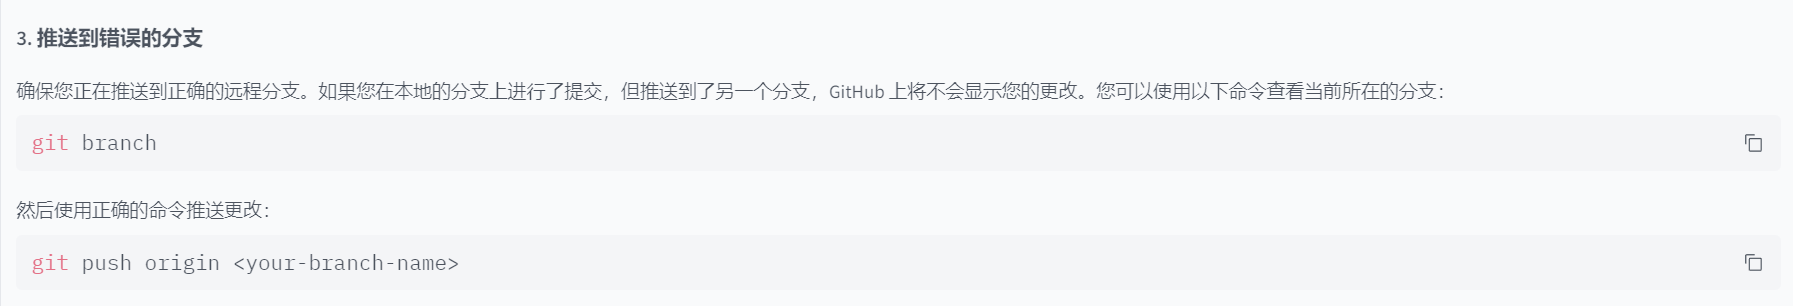 3. 推送到错误的分支
确保您正在推送到正确的远程分支。如果您在本地的分支上进行了提交，但推送到了另一个分支，GitHub 上将不会显示您的更改。您可以使用以下命令查看当前所在的分支：
git branch
然后使用正确的命令推送更改：
git push origin <your-branch-name>